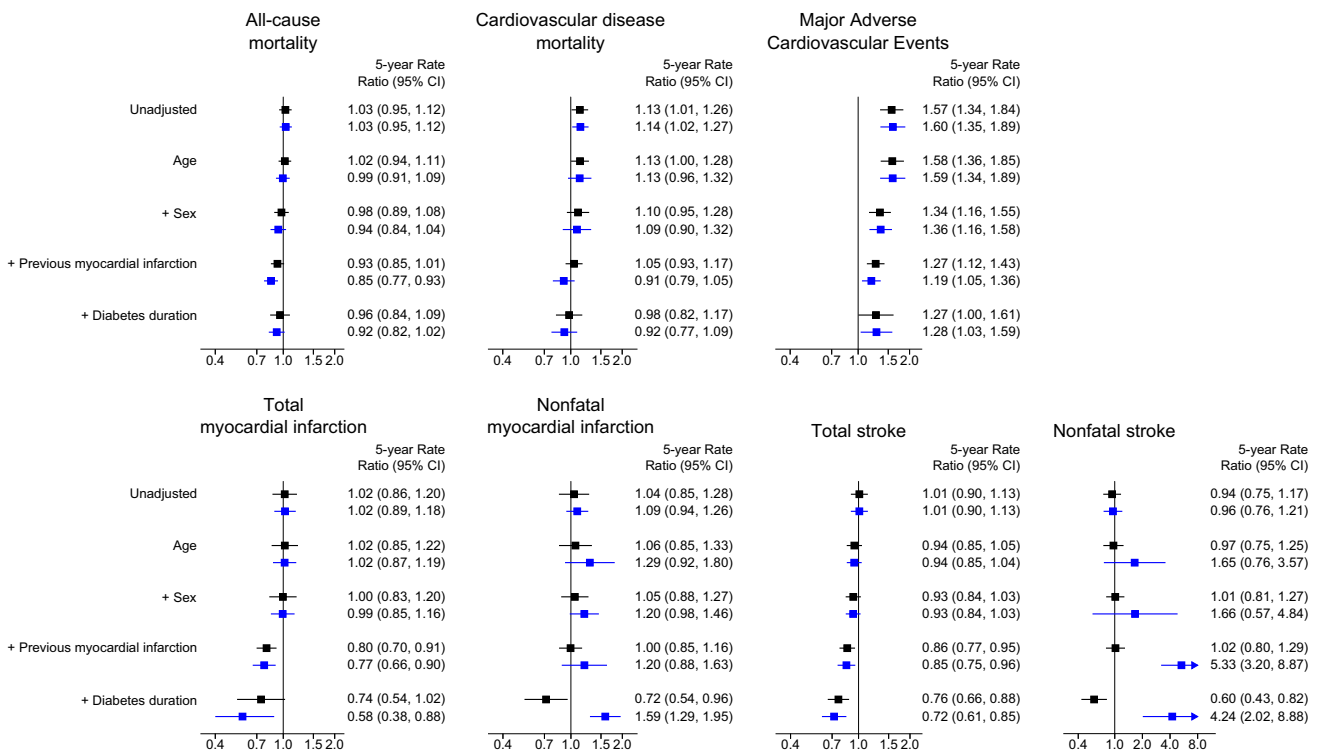 All-cause
mortality
Cardiovascular disease
mortality
Major Adverse
Cardiovascular Events
5-year Rate
Ratio (95% CI)
5-year Rate
Ratio (95% CI)
5-year Rate
Ratio (95% CI)
Unadjusted 1.03 (0.95, 1.12) 1.13 (1.01, 1.26) 1.57 (1.34, 1.84)
1.03 (0.95, 1.12) 1.14 (1.02, 1.27) 1.60 (1.35, 1.89)
Age 1.02 (0.94, 1.11) 1.13 (1.00, 1.28) 1.58 (1.36, 1.85)
0.99 (0.91, 1.09) 1.13 (0.96, 1.32) 1.59 (1.34, 1.89)
+ Sex 0.98 (0.89, 1.08) 1.10 (0.95, 1.28) 1.34 (1.16, 1.55)
0.94 (0.84, 1.04) 1.09 (0.90, 1.32) 1.36 (1.16, 1.58)
+ Previous myocardial infarction 0.93 (0.85, 1.01) 1.05 (0.93, 1.17) 1.27 (1.12, 1.43)
0.85 (0.77, 0.93) 0.91 (0.79, 1.05) 1.19 (1.05, 1.36)
+ Diabetes duration 0.96 (0.84, 1.09) 0.98 (0.82, 1.17) 1.27 (1.00, 1.61)
0.92 (0.82, 1.02) 0.92 (0.77, 1.09) 1.28 (1.03, 1.59)
0.4 0.7 1.0 1.5 2.0 0.4 0.7 1.0 1.5 2.0 0.4 0.7 1.0 1.5 2.0
Total
myocardial infarction
Nonfatal
myocardial infarction
Total stroke
Nonfatal stroke
5-year Rate
Ratio (95% CI)
5-year Rate
Ratio (95% CI)
5-year Rate
Ratio (95% CI)
5-year Rate
Ratio (95% CI)
Unadjusted 1.02 (0.86, 1.20) 1.04 (0.85, 1.28) 1.01 (0.90, 1.13) 0.94 (0.75, 1.17)
1.02 (0.89, 1.18) 1.09 (0.94, 1.26) 1.01 (0.90, 1.13) 0.96 (0.76, 1.21)
Age 1.02 (0.85, 1.22) 1.06 (0.85, 1.33) 0.94 (0.85, 1.05) 0.97 (0.75, 1.25)
1.02 (0.87, 1.19) 1.29 (0.92, 1.80) 0.94 (0.85, 1.04) 1.65 (0.76, 3.57)
+ Sex 1.00 (0.83, 1.20) 1.05 (0.88, 1.27) 0.93 (0.84, 1.03) 1.01 (0.81, 1.27)
0.99 (0.85, 1.16) 1.20 (0.98, 1.46) 0.93 (0.84, 1.03) 1.66 (0.57, 4.84)
+ Previous myocardial infarction 0.80 (0.70, 0.91) 1.00 (0.85, 1.16) 0.86 (0.77, 0.95) 1.02 (0.80, 1.29)
0.77 (0.66, 0.90) 1.20 (0.88, 1.63) 0.85 (0.75, 0.96) 5.33 (3.20, 8.87)
+ Diabetes duration 0.74 (0.54, 1.02) 0.72 (0.54, 0.96) 0.76 (0.66, 0.88) 0.60 (0.43, 0.82)
0.58 (0.38, 0.88) 1.59 (1.29, 1.95) 0.72 (0.61, 0.85) 4.24 (2.02, 8.88)
0.4 0.7 1.0 1.5 2.0 0.4 0.7 1.0 1.5 2.0 0.4 0.7 1.0 1.5 2.0 0.4 1.0 2.0 4.0 8.0